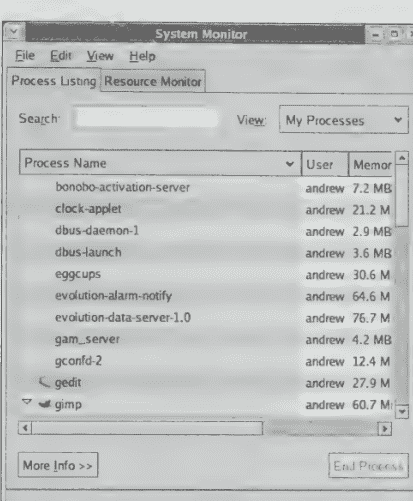 System Monitor
File Edit View Help
Process Listing Resource Monitor
Search: View: My Processes
Process Name User Memor
bonobo-activation-server andrew 7.2 MB
clock-applet andrew 21.2 M
dbus-daemon-1 andrew 2.9 MB
dbus-launch andrew 3.6 MB
eggcups andrew 30.6 M
evolution-alarm-notify andrew 64.6 M
evolution-data-server-1.0 andrew 76.7 M
gam_server andrew 4.2 MB
gconfd-2 andrew 12.4 M
gedit andrew 27.9 M
gimp andrew 60.7 M
More Info >> End Process